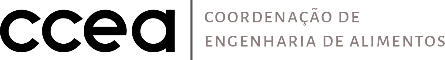 ccea
COORDENAÇÃO DE
ENGENHARIA DE ALIMENTOS